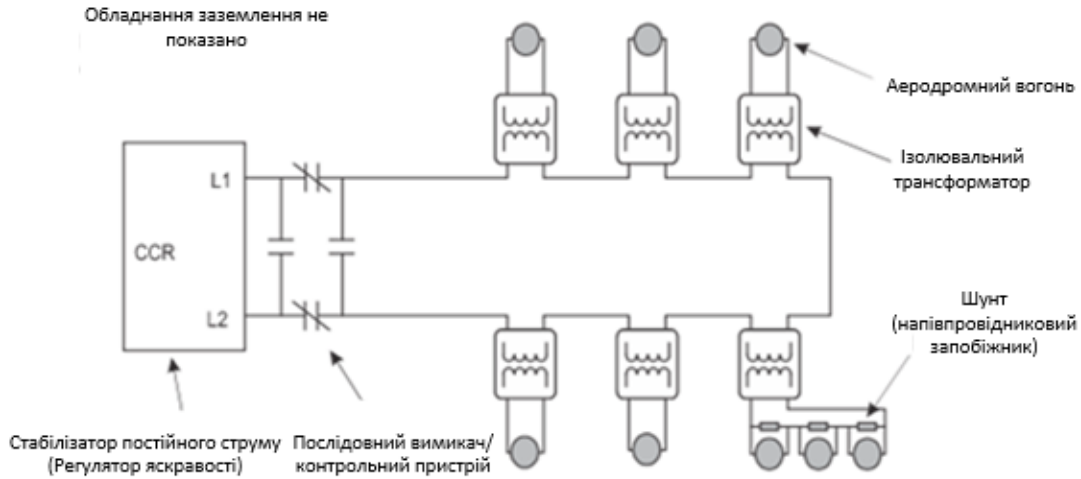 Обладнання заземлення не
показано
Аеродромний вогонь
Ізолювальний
трансформатор
L1
CCR
L2
Шунт
(напівпровідниковий
запобіжник)
Стабілізатор постійного струму
(Регулятор яскравості)
Послідовний вимикач/
контрольний пристрій